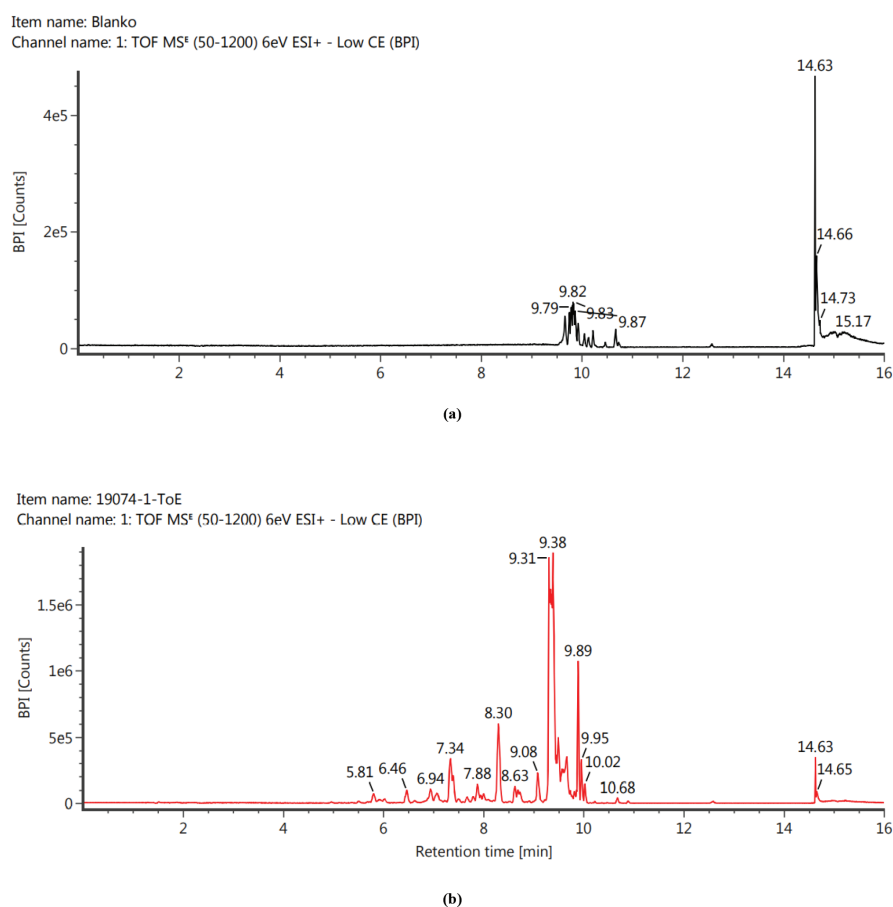 Item name: Blanko
Channel name: 1: TOF MSᴱ (50-1200) 6eV ESI+ - Low CE (BPI)
14.63
4e5
BPI [Counts]
2e5
14.66
9.82
14.73
9.79
9.83
9.87
15.17
0
2 4 6 8 10 12 14 16
(a)
Item name: 19074-1-ToE
Channel name: 1: TOF MSᴱ (50-1200) 6eV ESI+ - Low CE (BPI)
9.38
9.31
1.5e6
BPI [Counts]
1e6
9.89
8.30
5e5
7.34
9.08
9.95
14.63
5.81
6.46
6.94
7.88
8.63
10.02
10.68
14.65
0
2 4 6 8 10 12 14 16
Retention time [min]
(b)